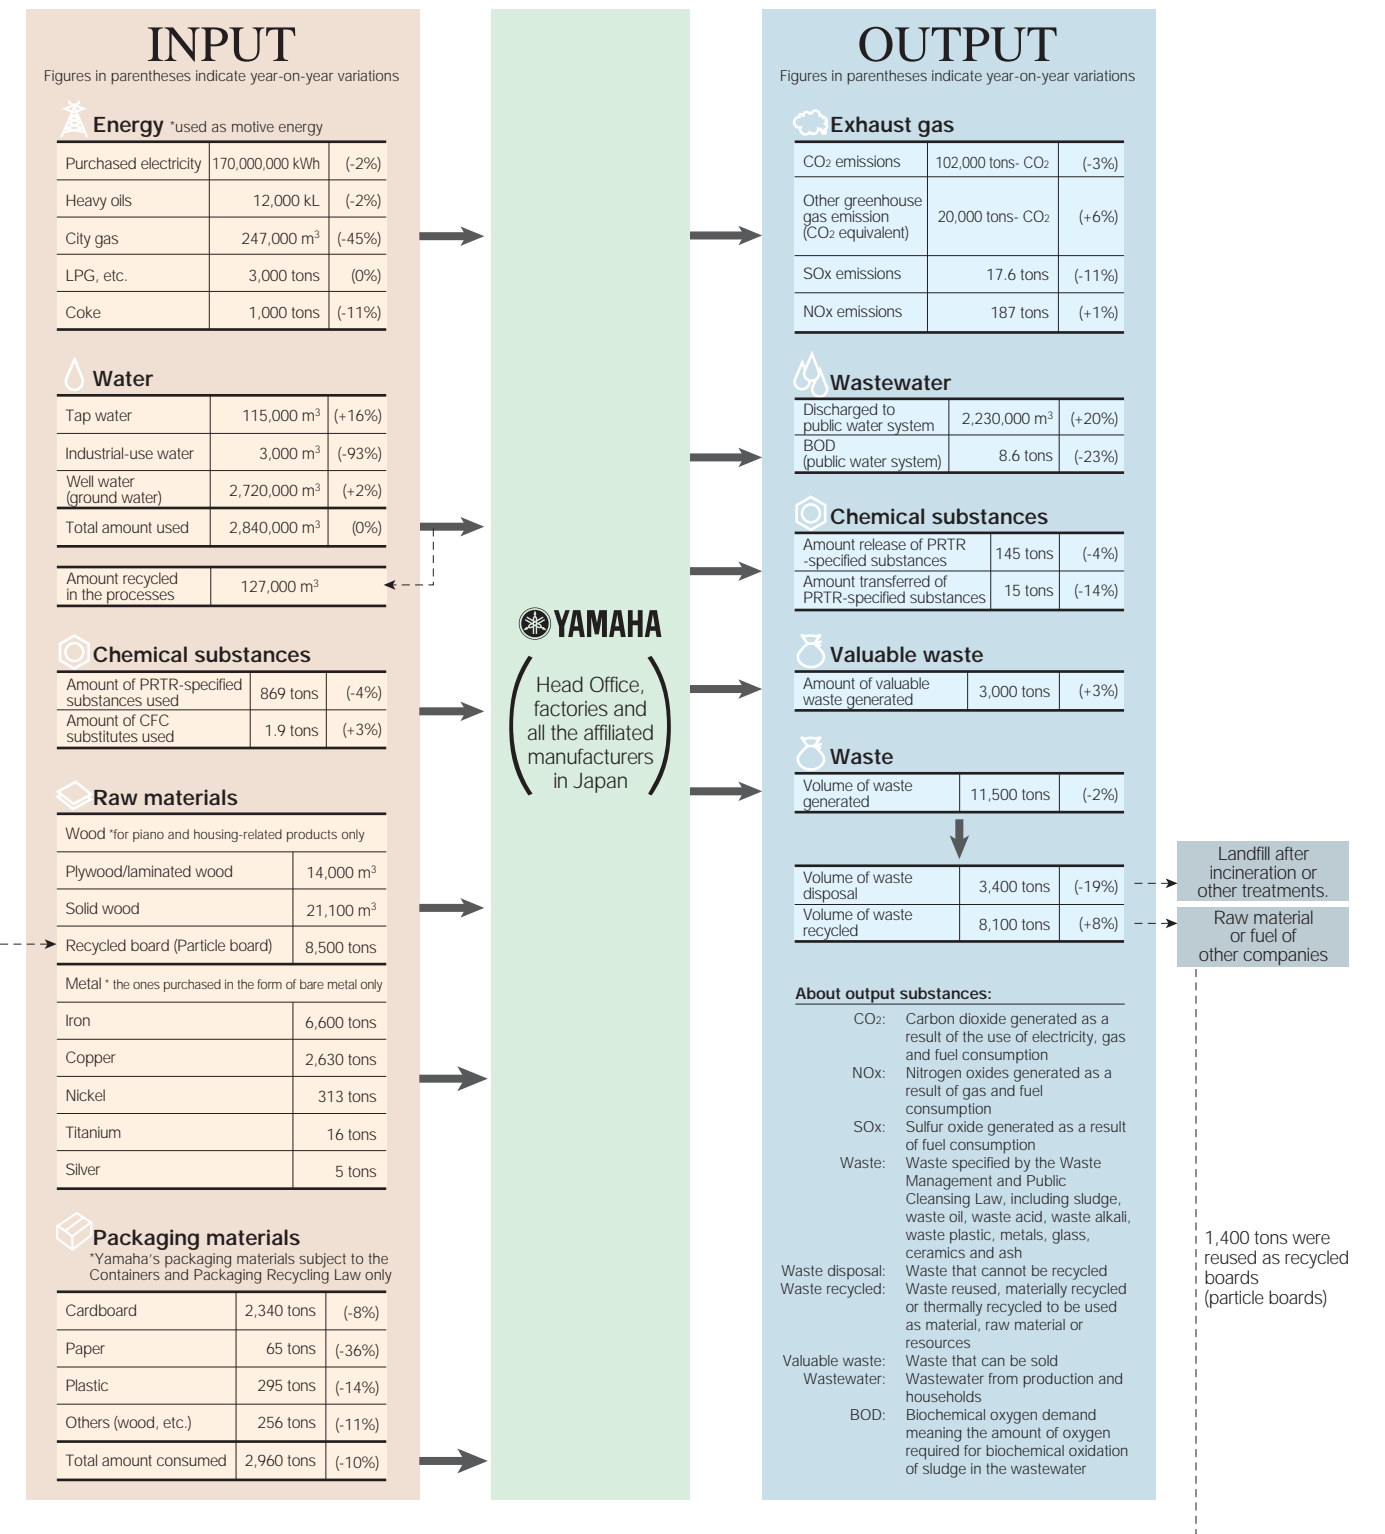 INPUT
Figures in parentheses indicate year-on-year variations
Energy *used as motive energy
Purchased electricity 170,000,000 kWh (-2%)
Heavy oils 12,000 kL (-2%)
City gas 247,000 m³ (-45%)
LPG, etc. 3,000 tons (0%)
Coke 1,000 tons (-11%)
Water
Tap water 115,000 m³ (+16%)
Industrial-use water 3,000 m³ (-93%)
Well water
(ground water) 2,720,000 m³ (+2%)
Total amount used 2,840,000 m³ (0%)
Amount recycled
in the processes 127,000 m³
Chemical substances
Amount of PRTR-specified
substances used 869 tons (-4%)
Amount of CFC
substitutes used 1.9 tons (+3%)
Raw materials
Wood *for piano and housing-related products only
Plywood/laminated wood 14,000 m³
Solid wood 21,100 m³
Recycled board (Particle board) 8,500 tons
Metal * the ones purchased in the form of bare metal only
Iron 6,600 tons
Copper 2,630 tons
Nickel 313 tons
Titanium 16 tons
Silver 5 tons
Packaging materials
*Yamaha's packaging materials subject to the
Containers and Packaging Recycling Law only
Cardboard 2,340 tons (-8%)
Paper 65 tons (-36%)
Plastic 295 tons (-14%)
Others (wood, etc.) 256 tons (-11%)
Total amount consumed 2,960 tons (-10%)
YAMAHA
Head Office,
factories and
all the affiliated
manufacturers
in Japan
OUTPUT
Figures in parentheses indicate year-on-year variations
Exhaust gas
CO₂ emissions 102,000 tons- CO₂ (-3%)
Other greenhouse
gas emission 20,000 tons- CO₂ (+6%)
(CO₂ equivalent)
SOx emissions 17.6 tons (-11%)
NOx emissions 187 tons (+1%)
Wastewater
Discharged to
public water system 2,230,000 m³ (+20%)
BOD
(public water system) 8.6 tons (-23%)
Chemical substances
Amount release of PRTR
-specified substances 145 tons (-4%)
Amount transferred of
PRTR-specified substances 15 tons (-14%)
Valuable waste
Amount of valuable
waste generated 3,000 tons (+3%)
Waste
Volume of waste
generated 11,500 tons (-2%)
Volume of waste
disposal 3,400 tons (-19%)
Volume of waste
recycled 8,100 tons (+8%)
Landfill after
incineration or
other treatments.
Raw material
or fuel of
other companies
About output substances:
CO₂: Carbon dioxide generated as a
result of the use of electricity, gas
and fuel consumption
NOx: Nitrogen oxides generated as a
result of gas and fuel
consumption
SOx: Sulfur oxide generated as a result
of fuel consumption
Waste: Waste specified by the Waste
Management and Public
Cleansing Law, including sludge,
waste oil, waste acid, waste alkali,
waste plastic, metals, glass,
ceramics and ash
Waste disposal: Waste that cannot be recycled
Waste recycled: Waste reused, materially recycled
or thermally recycled to be used
as material, raw material or
resources
Valuable waste: Waste that can be sold
Wastewater: Wastewater from production and
households
BOD: Biochemical oxygen demand
meaning the amount of oxygen
required for biochemical oxidation
of sludge in the wastewater
1,400 tons were
reused as recycled
boards
(particle boards)